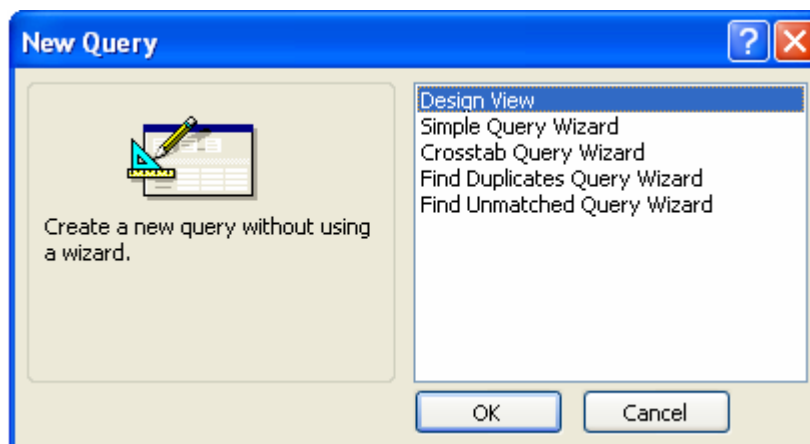 New Query
Create a new query without using
a wizard.
Design View
Simple Query Wizard
Crosstab Query Wizard
Find Duplicates Query Wizard
Find Unmatched Query Wizard
OK
Cancel